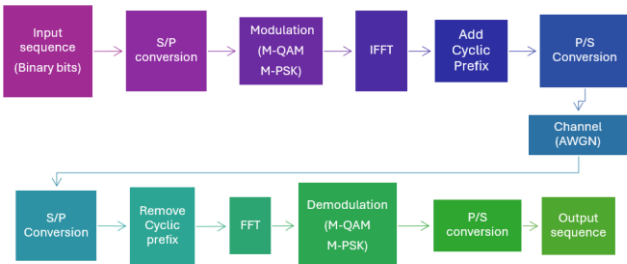 Input
sequence
(Binary bits)
S/P
conversion
Modulation
(M-QAM
M-PSK)
IFFT
Add
Cyclic
Prefix
P/S
Conversion
Channel
(AWGN)
S/P
Conversion
Remove
Cyclic
prefix
FFT
Demodulation
(M-QAM
M-PSK)
P/S
conversion
Output
sequence